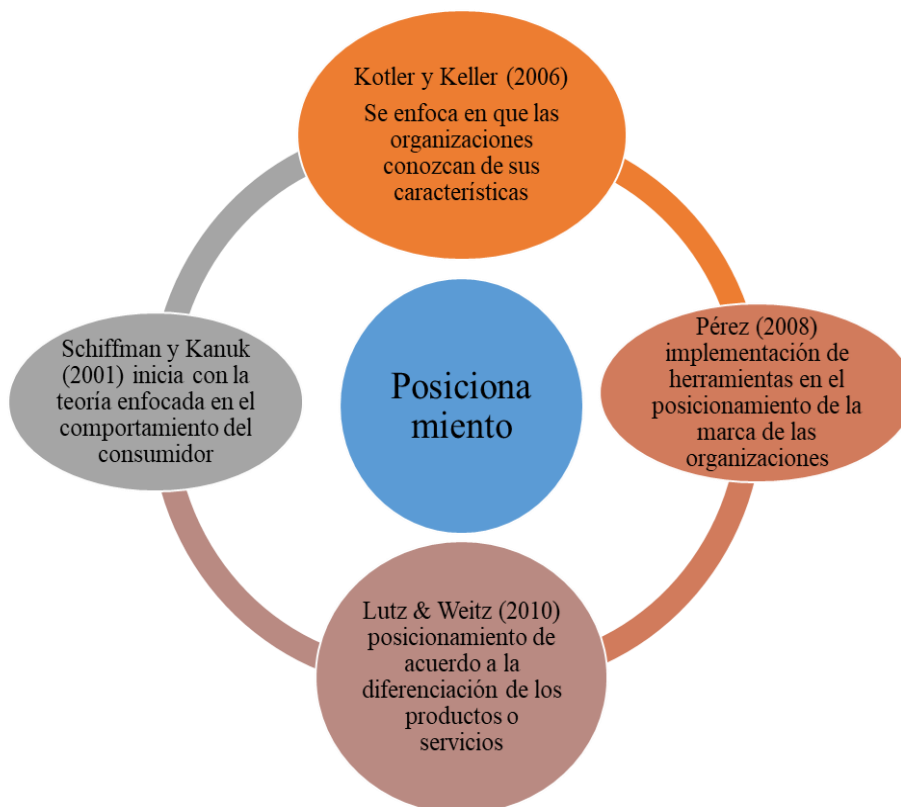 Kotler y Keller (2006)
Se enfoca en que las
organizaciones
conozcan de sus
características
Schiffman y Kanuk
(2001) inicia con la
teoría enfocada en el
comportamiento del
consumidor
Posiciona
miento
Pérez (2008)
implementación de
herramientas en el
posicionamiento de la
marca de las
organizaciones
Lutz & Weitz (2010)
posicionamiento de
acuerdo a la
diferenciación de los
productos o
servicios